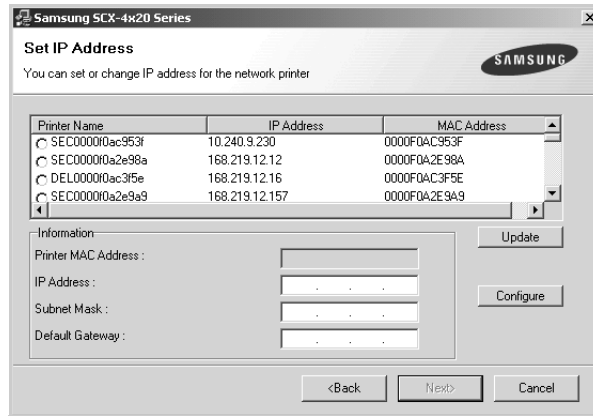 Samsung SCX-4x20 Series
Set IP Address
You can set or change IP address for the network printer
SAMSUNG
Printer Name IP Address MAC Address
SEC0000f0ac953f 10.240.9.230 0000F0AC953F
SEC0000f0a2e98a 168.219.12.12 0000F0A2E98A
DEL0000f0ac3f5e 168.219.12.16 0000F0AC3F5E
SEC0000f0a2e9a9 168.219.12.157 0000F0A2E9A9
Information
Update
Printer MAC Address :
IP Address : . . .
Configure
Subnet Mask : . . .
Default Gateway : . . .
<Back Next> Cancel